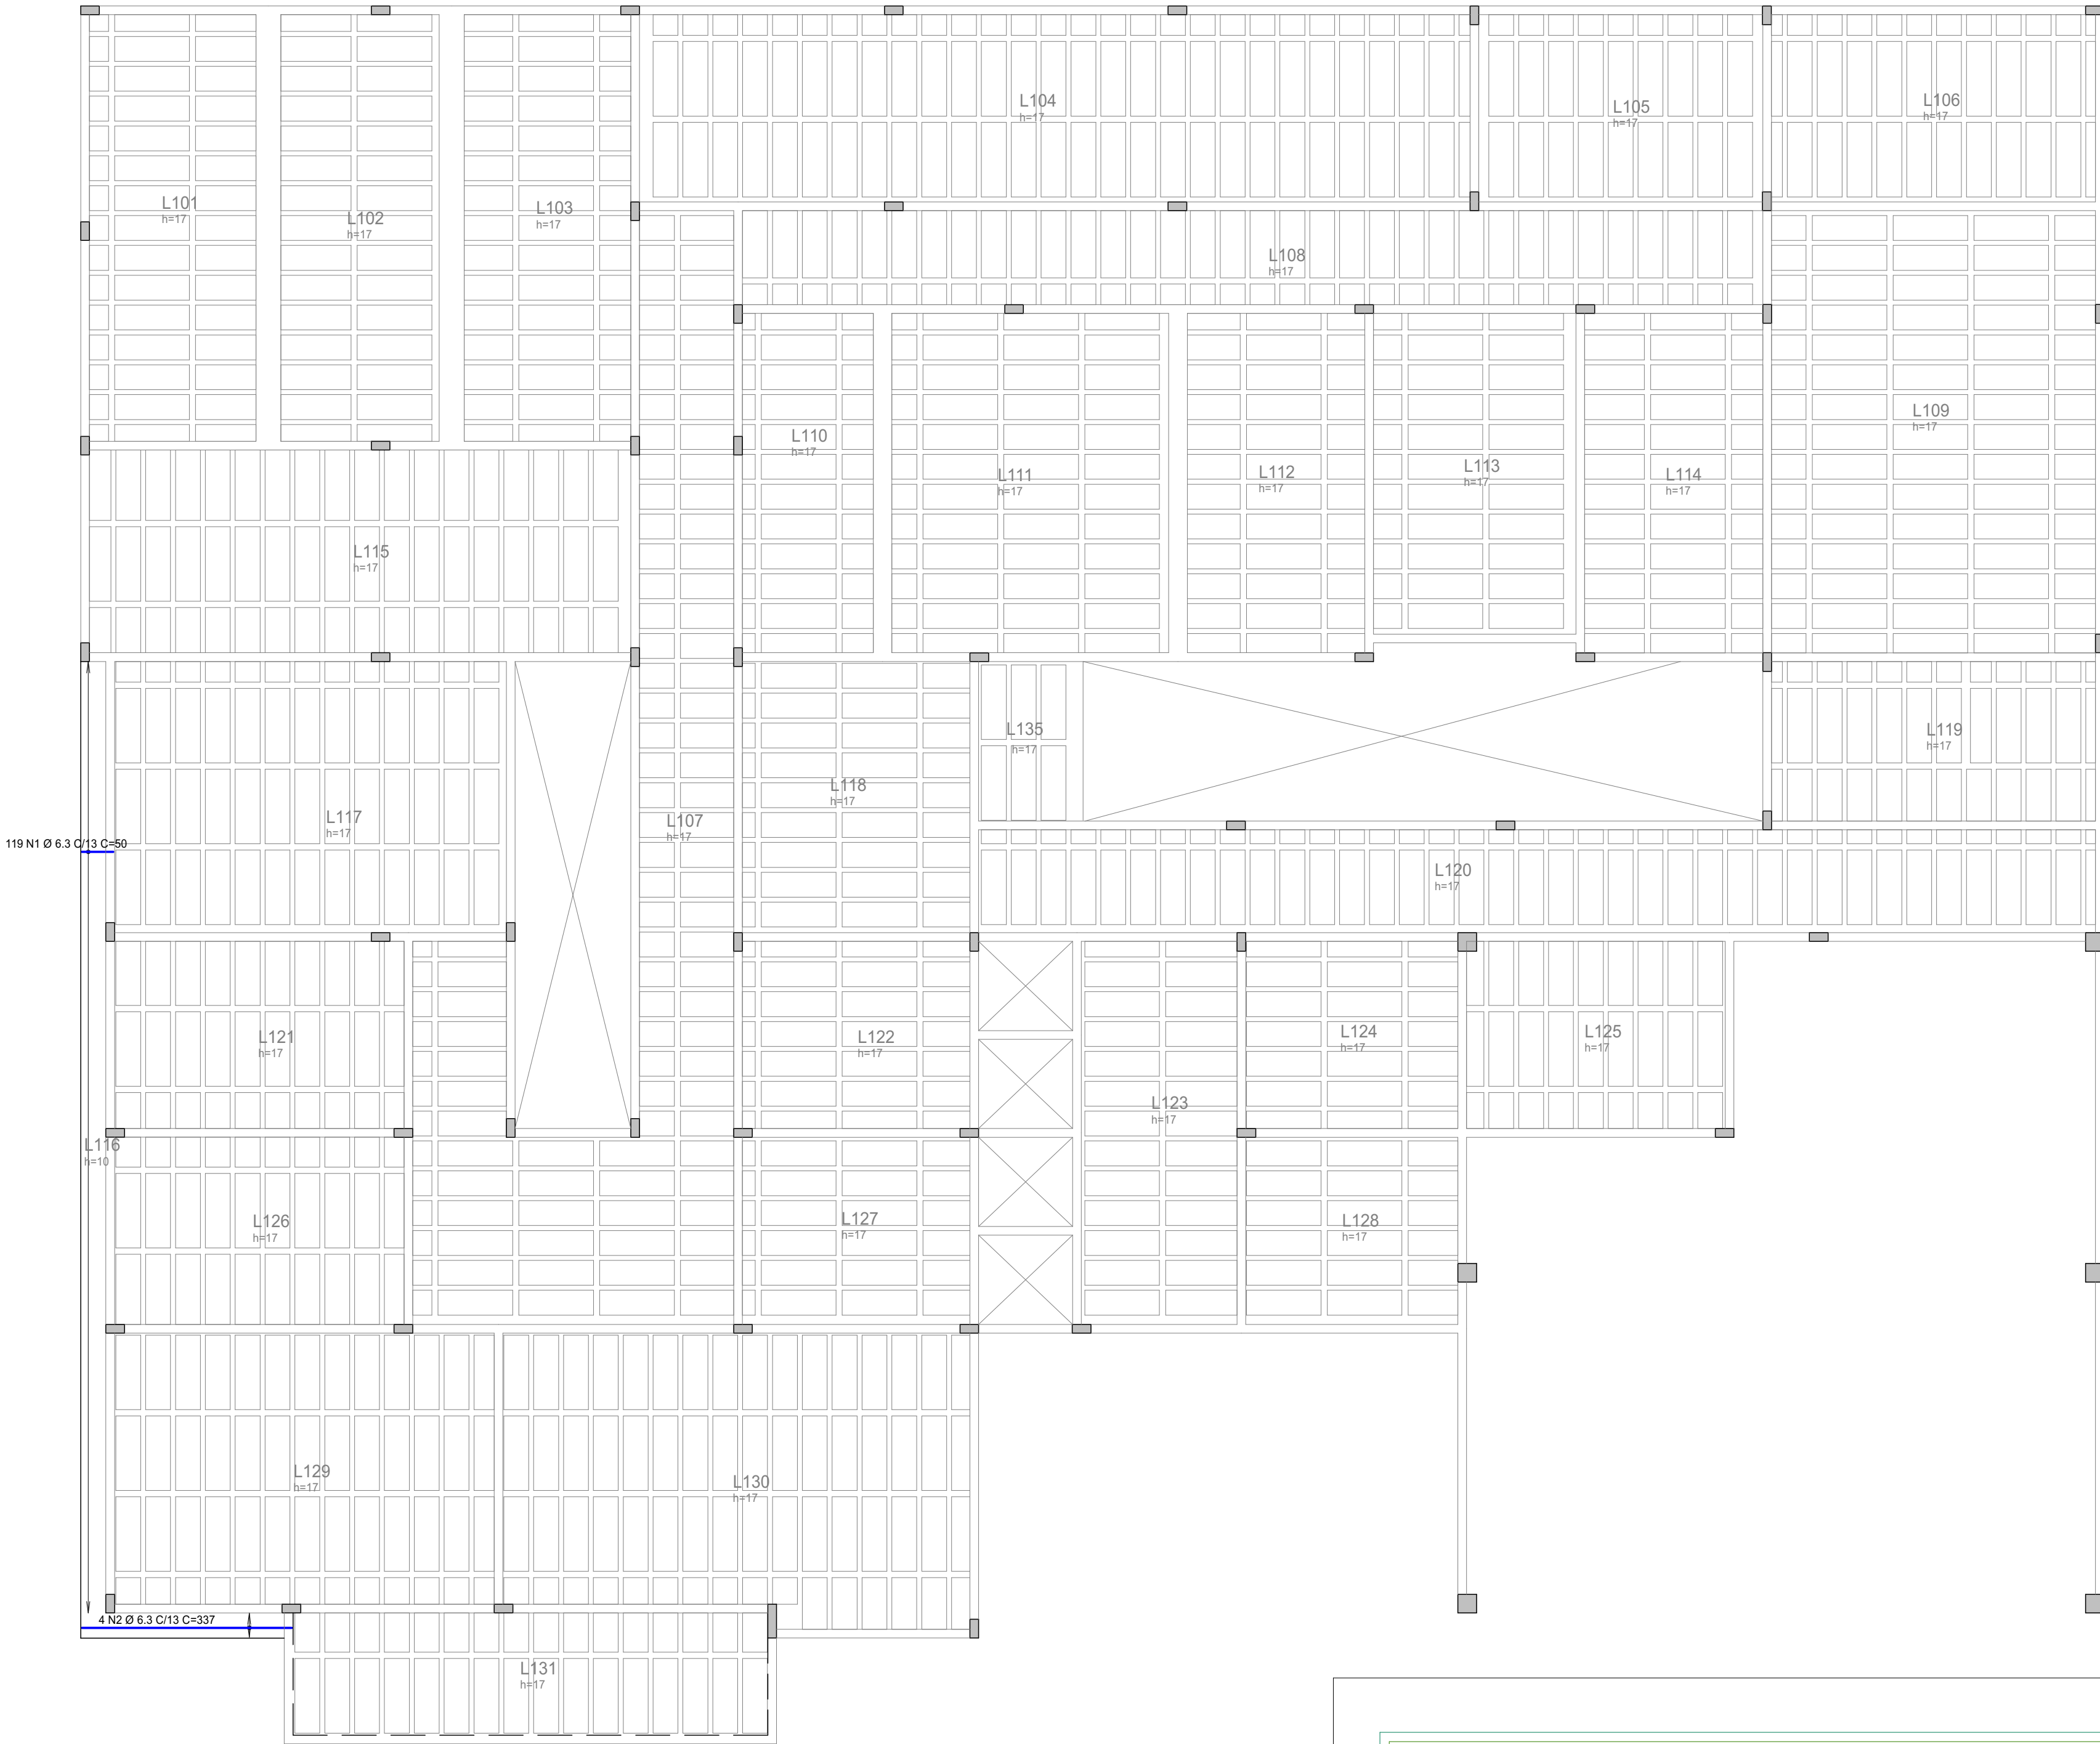 L104
h=17
L105
h=17
L106
h=17
L101
h=17
L102
h=17
L103
h=17
L108
h=17
L110
h=17
L111
h=17
L112
h=17
L113
h=17
L114
h=17
L109
h=17
L115
h=17
L135
h=17
L119
h=17
L117
h=17
L107
h=17
L118
h=17
119 N1 Ø 6.3 C/13 C=50
L120
h=17
L121
h=17
L122
h=17
L123
h=17
L124
h=17
L125
h=17
L116
h=10
L126
h=17
L127
h=17
L128
h=17
L129
h=17
L130
h=17
4 N2 Ø 6.3 C/13 C=337
L131
h=17